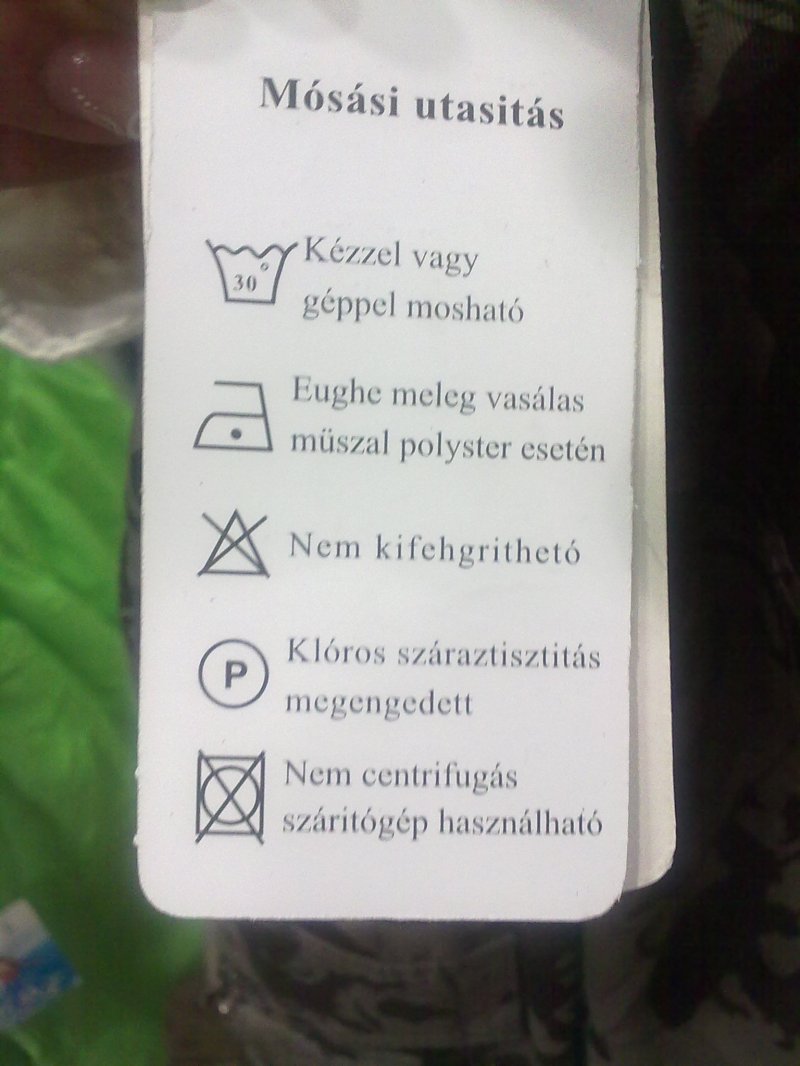 Mósási utasitás
30°
Kézzel vagy
géppel mosható
Eughe meleg vasálas
müszal polyster esetén
Nem kifehgrithetó
P
Klóros száraztisztitás
megengedett
Nem centrifugás
száritógép használható